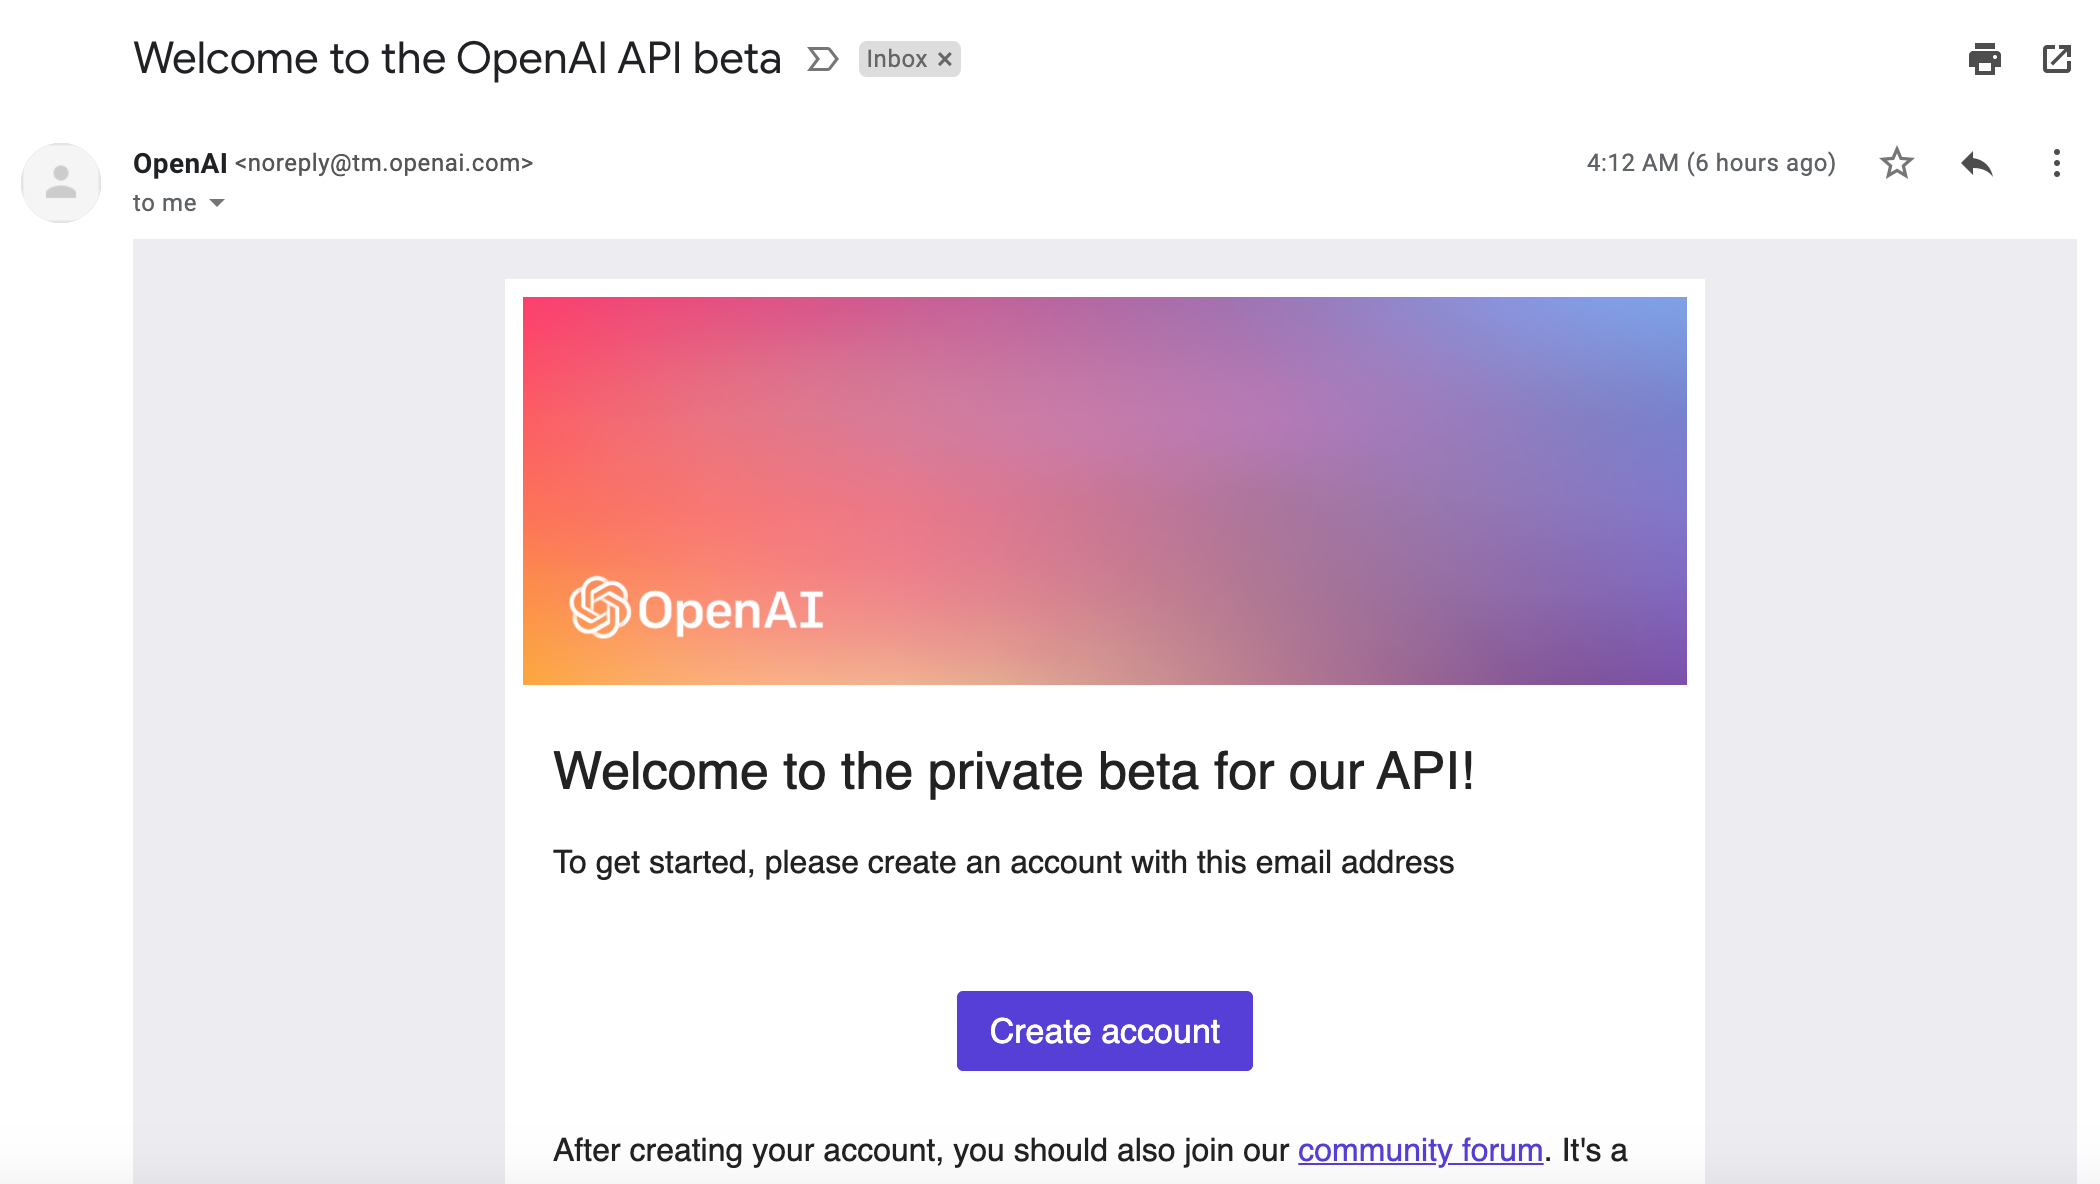 Welcome to the OpenAI API beta Inbox ×
OpenAI <noreply@tm.openai.com> 4:12 AM (6 hours ago)
to me
OpenAI
Welcome to the private beta for our API!
To get started, please create an account with this email address
Create account
After creating your account, you should also join our community forum. It's a